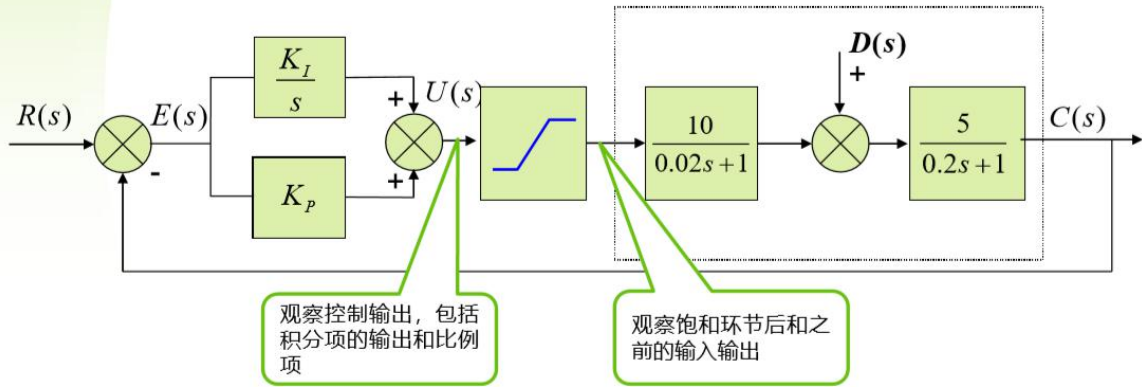 D(s)
+
K_I
s
+
U(s)
R(s)
E(s)
10
0.02s+1
5
0.2s+1
C(s)
-
K_P
+
观察控制输出，包括
积分项的输出和比例
项
观察饱和环节后和之
前的输入输出